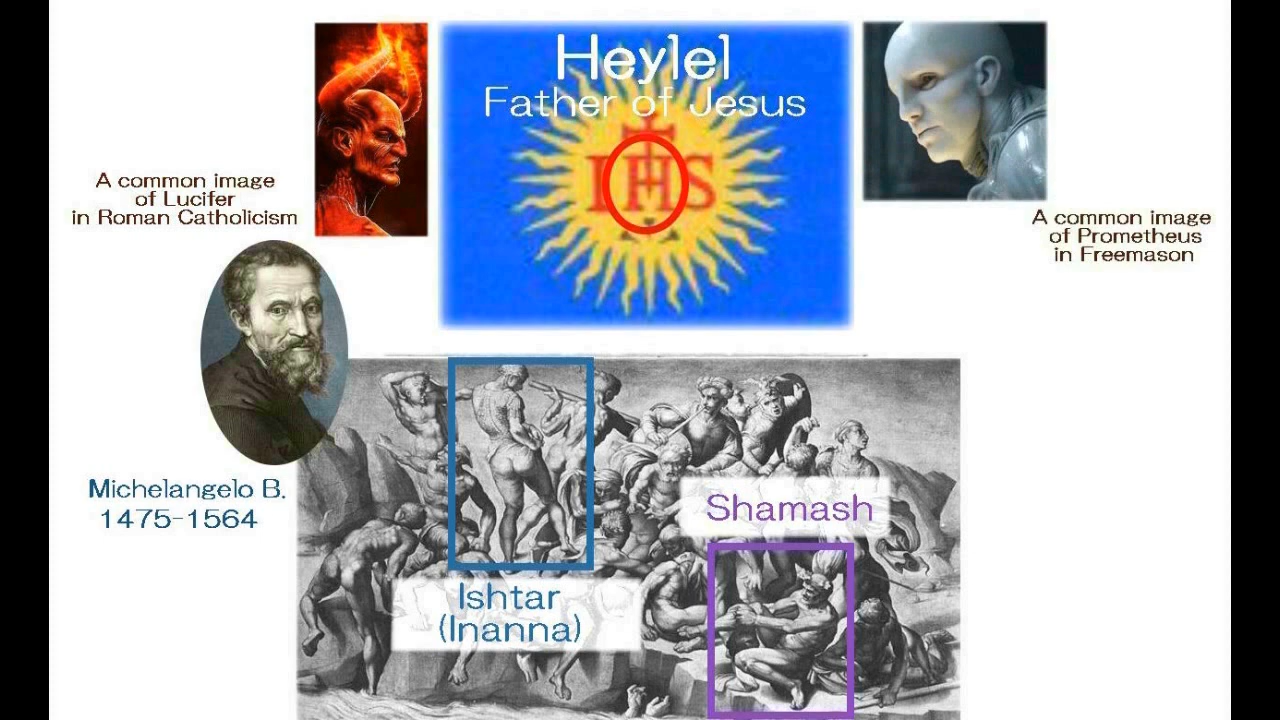 Heylel
Father of Jesus
IHS
A common image
of Lucifer
in Roman Catholicism
A common image
of Prometheus
in Freemason
Michelangelo B.
1475-1564
Shamash
Ishtar
(Inanna)